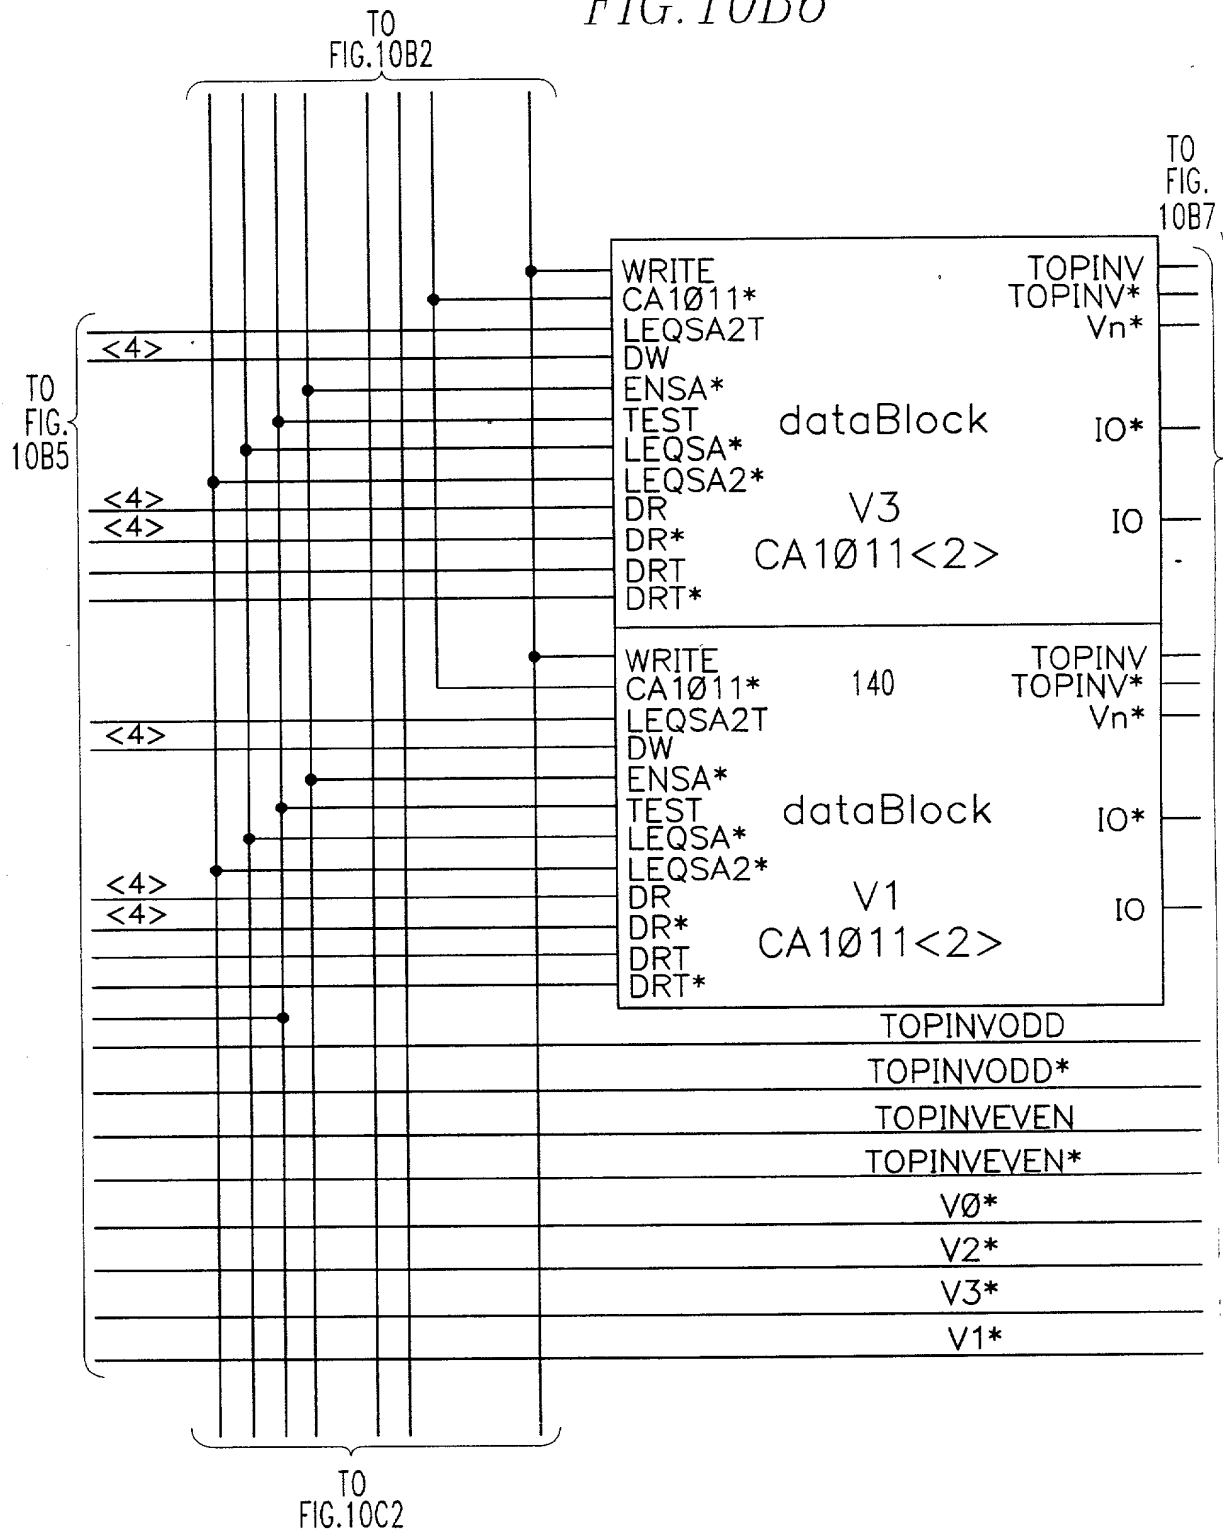 FIG. 10B6
TO
FIG.10B2
TO
FIG.
10B7
WRITE
CA1Ø11*
LEQSA2T
DW
ENSA*
TEST
LEQSA*
LEQSA2*
DR
DR*
DRT
DRT*
dataBlock
V3
CA1Ø11<2>
TOPINV
TOPINV*
Vn*
IO*
IO
<4>
TO
FIG.
10B5
<4>
<4>
WRITE
CA1Ø11*
LEQSA2T
DW
ENSA*
TEST
LEQSA*
LEQSA2*
DR
DR*
DRT
DRT*
140
dataBlock
V1
CA1Ø11<2>
TOPINV
TOPINV*
Vn*
IO*
IO
<4>
<4>
<4>
TOPINVODD
TOPINVODD*
TOPINVEVEN
TOPINVEVEN*
VØ*
V2*
V3*
V1*
TO
FIG.10C2